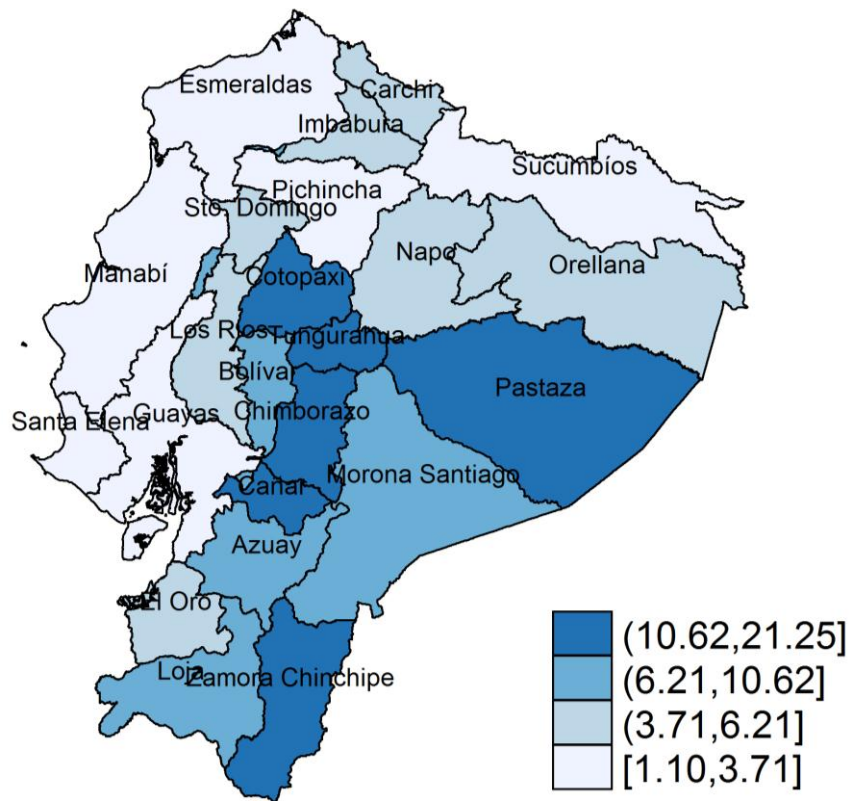 Esmeraldas
Carchi
Imbabura
Sucumbíos
Pichincha
Sto. Domingo
Napo
Orellana
Manabí
Cotopaxi
Los Ríos
Tungurahua
Bolívar
Pastaza
Santa Elena
Guayas
Chimborazo
Morona Santiago
Cañar
Azuay
El Oro
Loja
Zamora Chinchipe
(10.62,21.25]
(6.21,10.62]
(3.71,6.21]
[1.10,3.71]